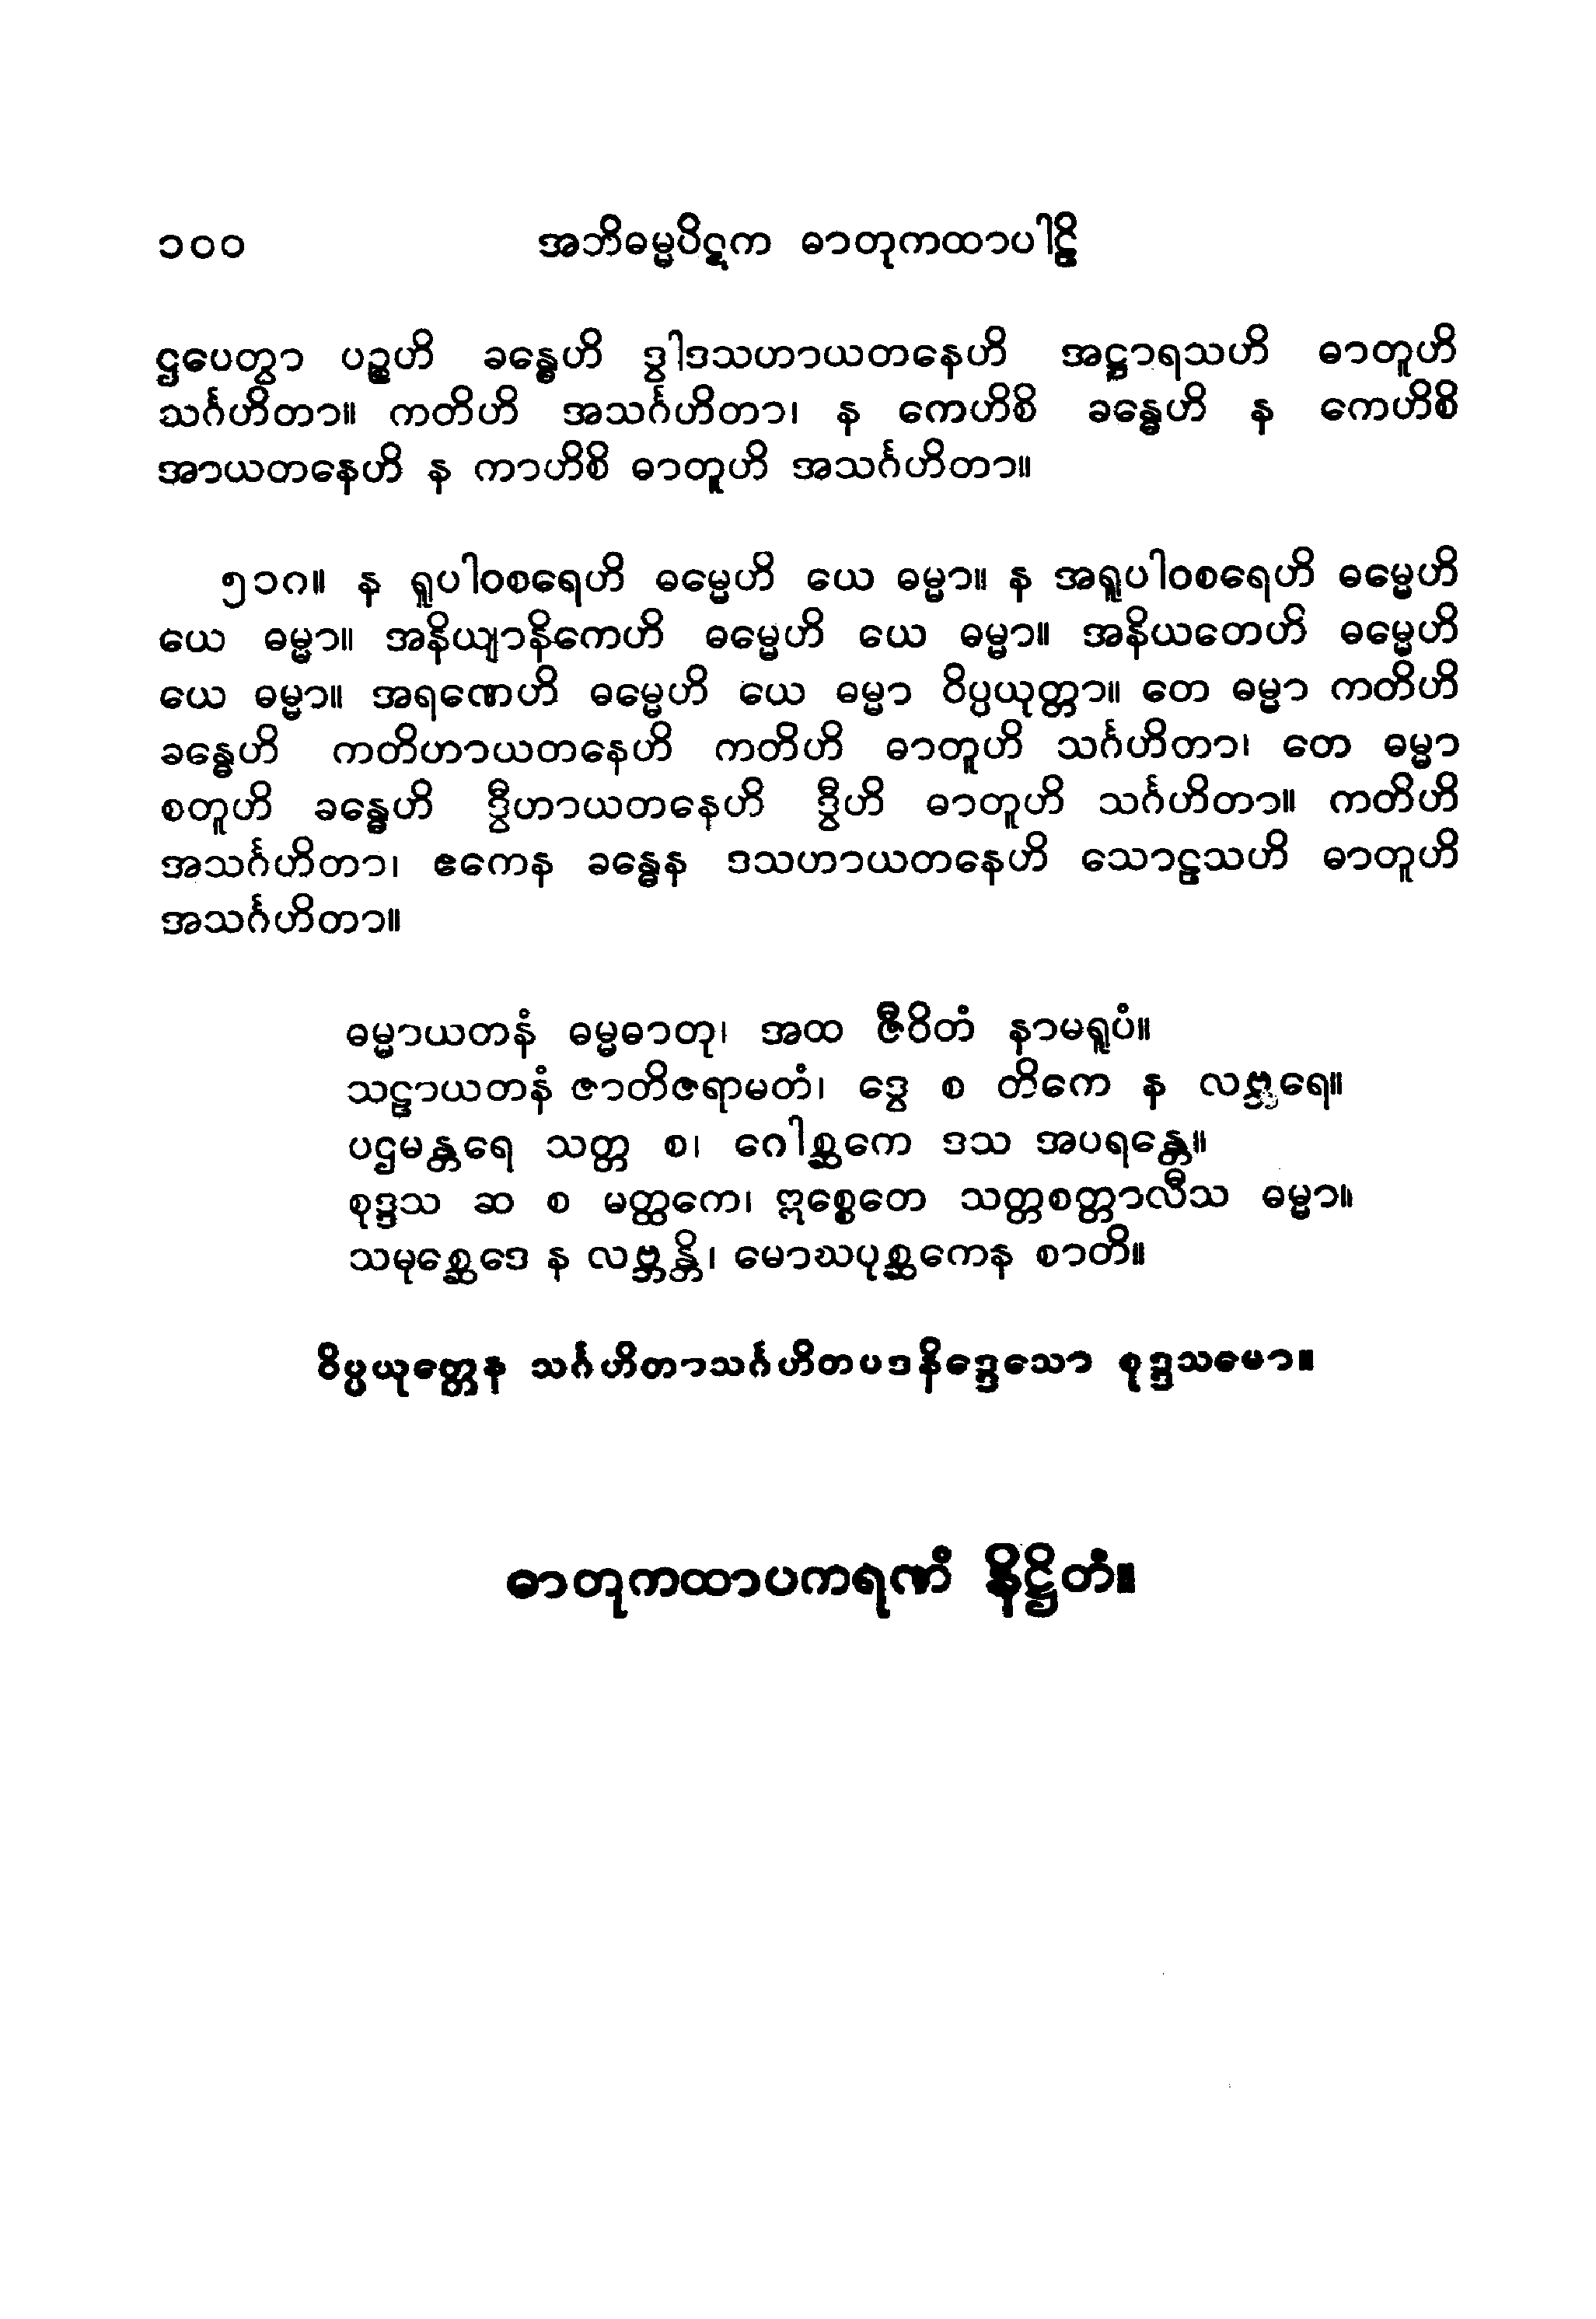 ၁၀၀ အဘိဓမ္မပိဋက ဓာတုကထာပါဠိ
ဌပေတွာ ပဉ္စဟိ ခန္ဓေဟိ ဒွါဒသဟာယတနေဟိ အဋ္ဌာရသဟိ ဓာတူဟိ
သင်္ဂဟိတာ။ ကတိဟိ အသင်္ဂဟိတာ၊ န ကေဟိစိ ခန္ဓေဟိ န ကေဟိစိ
အာယတနေဟိ န ကာဟိစိ ဓာတူဟိ အသင်္ဂဟိတာ။
၅၁၈။ န ရူပါဝစရေဟိ ဓမ္မေဟိ ယေ ဓမ္မာ။ န အရူပါဝစရေဟိ ဓမ္မေဟိ
ယေ ဓမ္မာ။ အနိယျာနိကေဟိ ဓမ္မေဟိ ယေ ဓမ္မာ။ အနိယတေဟိ ဓမ္မေဟိ
ယေ ဓမ္မာ။ အရဏေဟိ ဓမ္မေဟိ ယေ ဓမ္မာ ဝိပ္ပယုတ္တာ။ တေ ဓမ္မာ ကတိဟိ
ခန္ဓေဟိ ကတိဟာယတနေဟိ ကတိဟိ ဓာတူဟိ သင်္ဂဟိတာ၊ တေ ဓမ္မာ
စတူဟိ ခန္ဓေဟိ ဒွီဟာယတနေဟိ ဒွီဟိ ဓာတူဟိ သင်္ဂဟိတာ။ ကတိဟိ
အသင်္ဂဟိတာ၊ ဧကေန ခန္ဓေန ဒသဟာယတနေဟိ သောဠသဟိ ဓာတူဟိ
အသင်္ဂဟိတာ။
ဓမ္မာယတနံ ဓမ္မဓာတု၊ အထ ဇီဝိတံ နာမရူပံ။
သဠာယတနံ ဇာတိဇရာမတံ၊ ဒွေ စ တိကေ န လဗ္ဘရေ။
ပဌမန္တရေ သတ္တ စ၊ ဂေါစ္ဆကေ ဒသ အပရန္တေ။
စုဒ္ဒသ ဆ စ မတ္ထကေ၊ ဣစ္စေတေ သတ္တစတ္တာလီသ ဓမ္မာ။
သမုစ္ဆေဒေ န လဗ္ဘန္တိ၊ မောဃပုစ္ဆကေန စာတိ။
ဝိပ္ပယုတ္တေန သင်္ဂဟိတာသင်္ဂဟိတပဒနိဒ္ဒေသော စုဒ္ဒသမော။
ဓာတုကထာပကရဏံ နိဋ္ဌိတံ။